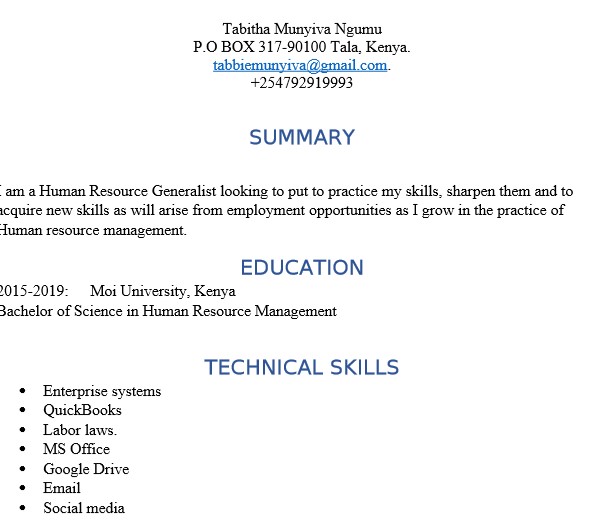 Tabitha Munyiva Ngumu
P.O BOX 317-90100 Tala, Kenya.
tabbiemunyiva@gmail.com.
+254792919993
SUMMARY
I am a Human Resource Generalist looking to put to practice my skills, sharpen them and to
acquire new skills as will arise from employment opportunities as I grow in the practice of
Human resource management.
EDUCATION
2015-2019: Moi University, Kenya
Bachelor of Science in Human Resource Management
TECHNICAL SKILLS
• Enterprise systems
• QuickBooks
• Labor laws.
• MS Office
• Google Drive
• Email
• Social media